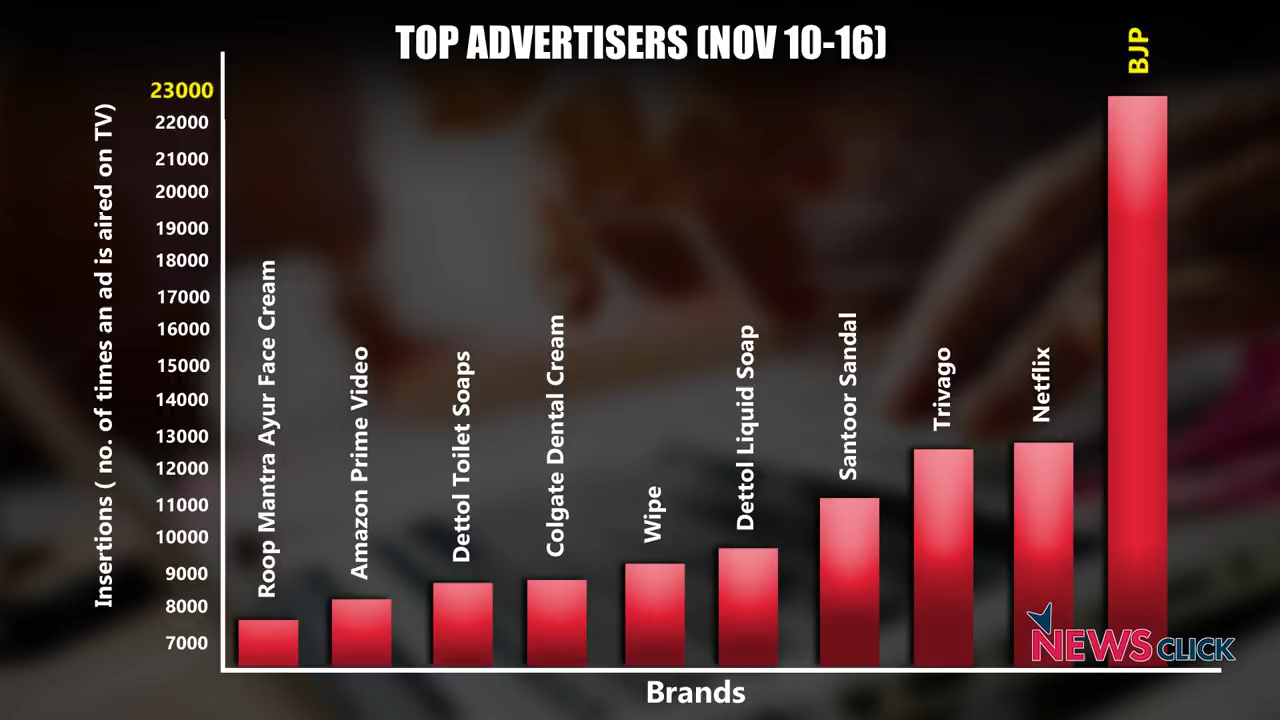 TOP ADVERTISERS (NOV 10-16)
Insertions ( no. of times an ad is aired on TV)
23000
22000
21000
20000
19000
18000
17000
16000
15000
14000
13000
12000
11000
10000
9000
8000
7000
Roop Mantra Ayur Face Cream
Amazon Prime Video
Dettol Toilet Soaps
Colgate Dental Cream
Wipe
Dettol Liquid Soap
Santoor Sandal
Trivago
Netflix
BJP
NEWSCLICK
Brands